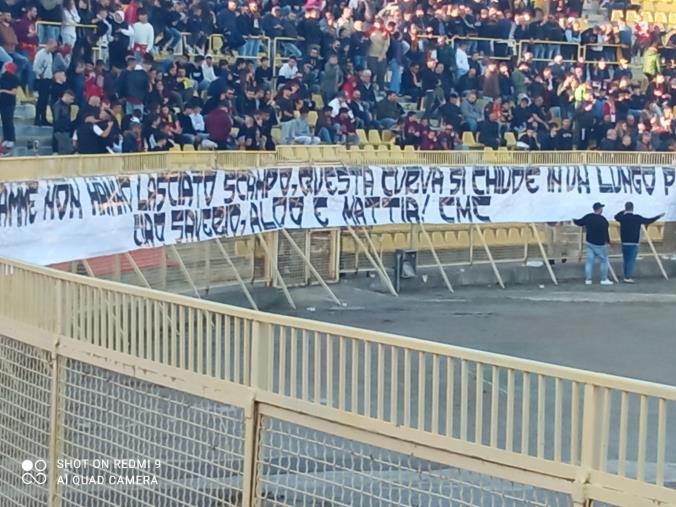 AMME NON HANNO LASCIATO SCAMPO, QUESTA CURVA SI CHIUDE IN UN LUNGO P
CIAO SAVERIO, ALDO E MATTIA! CMC
SHOT ON REDMI 9
AI QUAD CAMERA